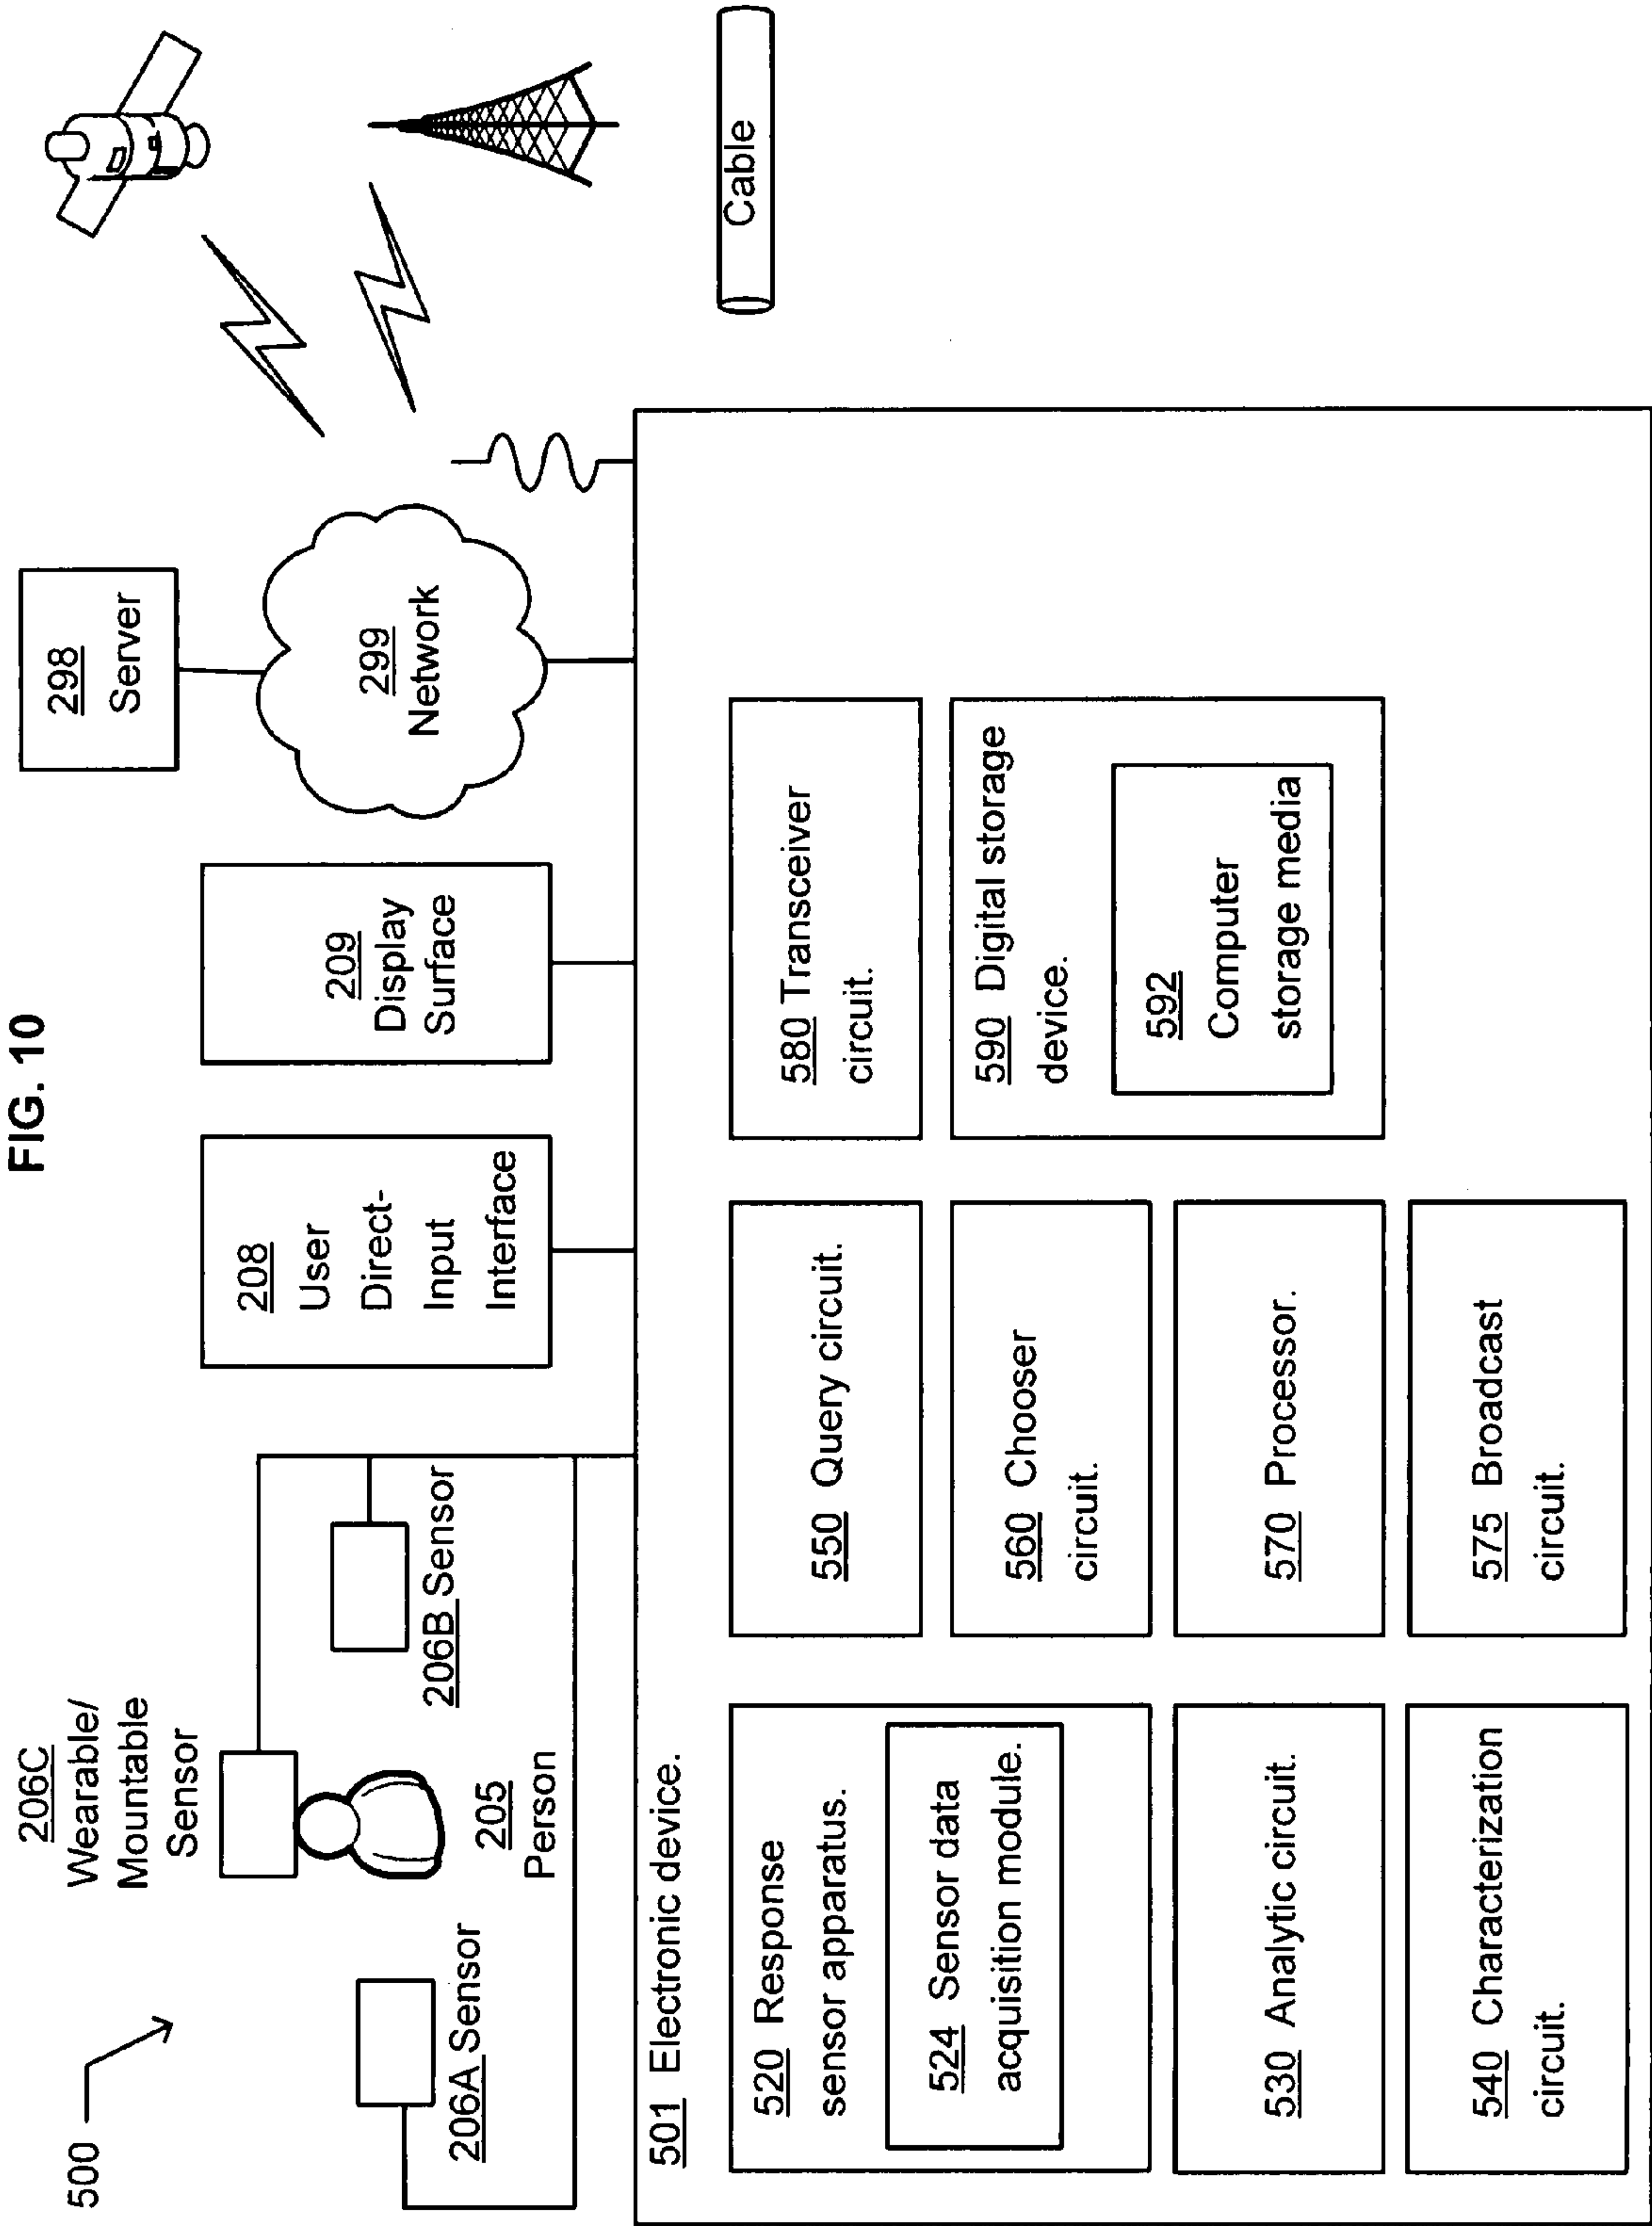 FIG. 10
500
206C
Wearable/
Mountable
Sensor
206A Sensor
205
Person
206B Sensor
208
User
Direct-
Input
Interface
209
Display
Surface
298
Server
299
Network
Cable
501 Electronic device.
520 Response
sensor apparatus.
524 Sensor data
acquisition module.
530 Analytic circuit.
540 Characterization
circuit.
550 Query circuit.
560 Chooser
circuit.
570 Processor.
575 Broadcast
circuit.
580 Transceiver
circuit.
590 Digital storage
device.
592
Computer
storage media